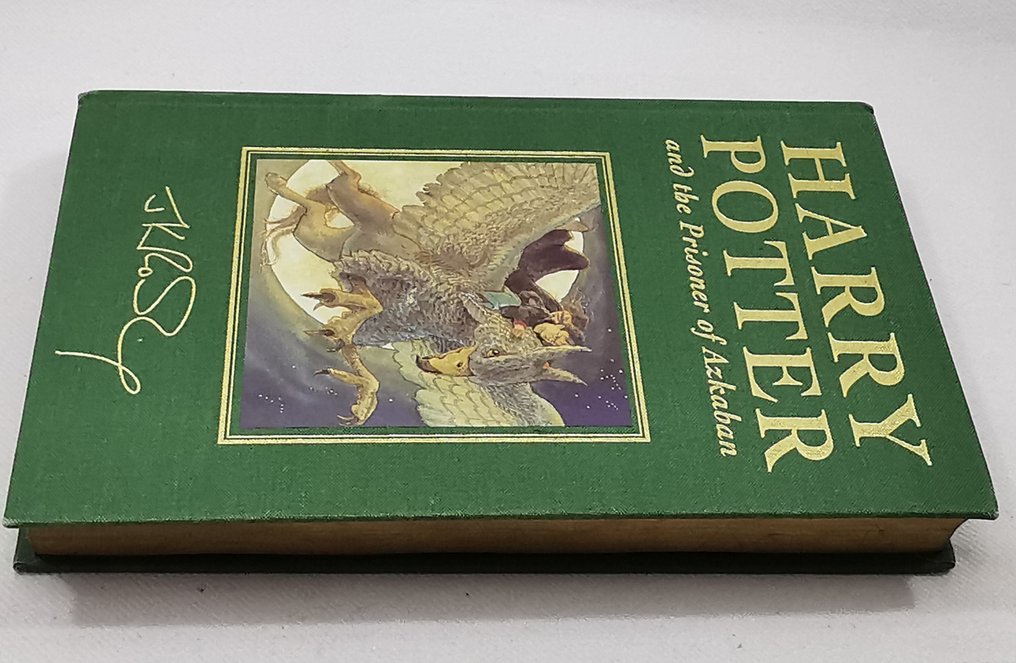 HARRY
POTTER
and the Prisoner of Azkaban